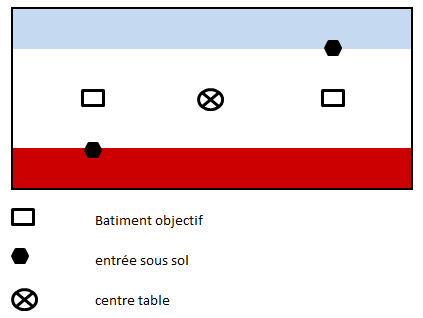 Batiment objectif
entrée sous sol
centre table